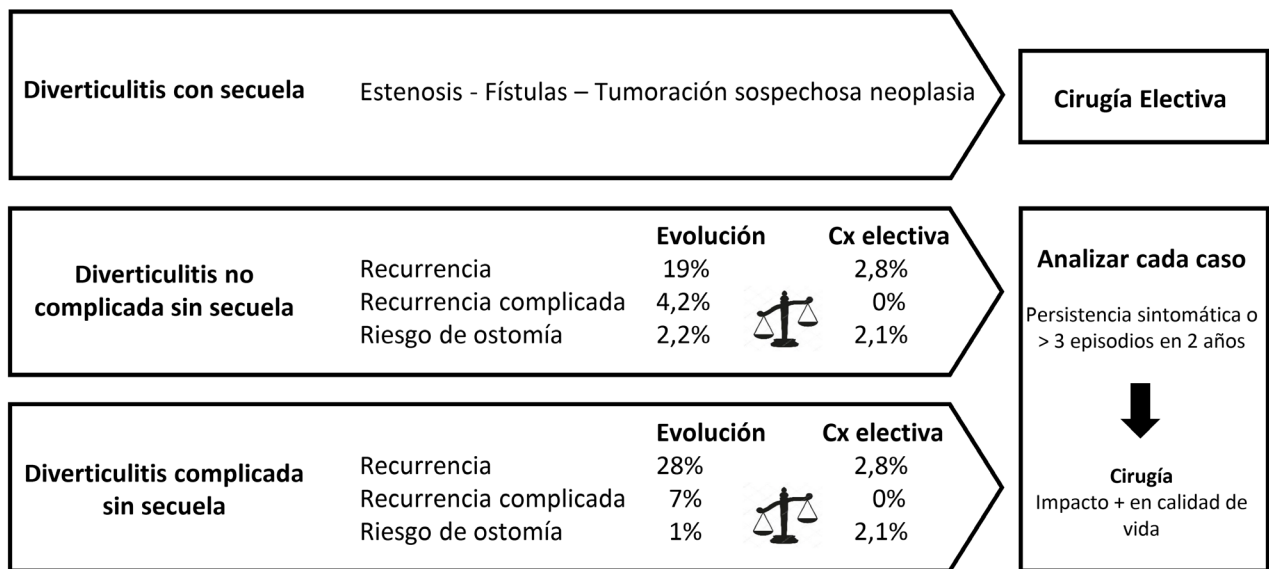 Diverticulitis con secuela
Estenosis - Fístulas – Tumoración sospechosa neoplasia
Cirugía Electiva
Diverticulitis no
complicada sin secuela
Evolución Cx electiva
Recurrencia 19% 2,8%
Recurrencia complicada 4,2% 0%
Riesgo de ostomía 2,2% 2,1%
Diverticulitis complicada
sin secuela
Evolución Cx electiva
Recurrencia 28% 2,8%
Recurrencia complicada 7% 0%
Riesgo de ostomía 1% 2,1%
Analizar cada caso
Persistencia sintomática o
> 3 episodios en 2 años
Cirugía
Impacto + en calidad de
vida